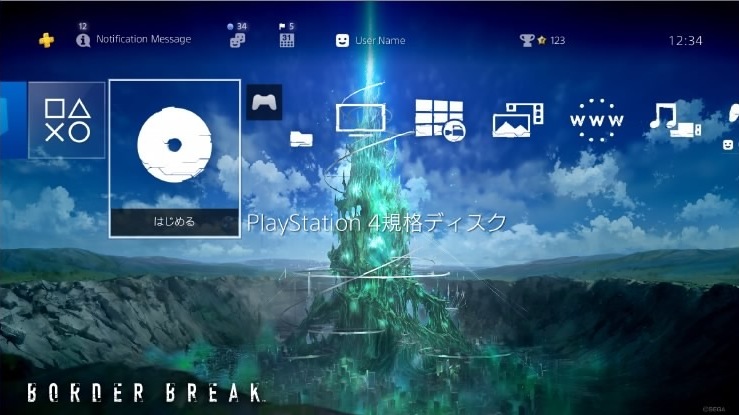 12
Notification Message
34
5
31
User Name
123
12:34
はじめる
PlayStation 4規格ディスク
WWW
BORDER BREAK
©SEGA